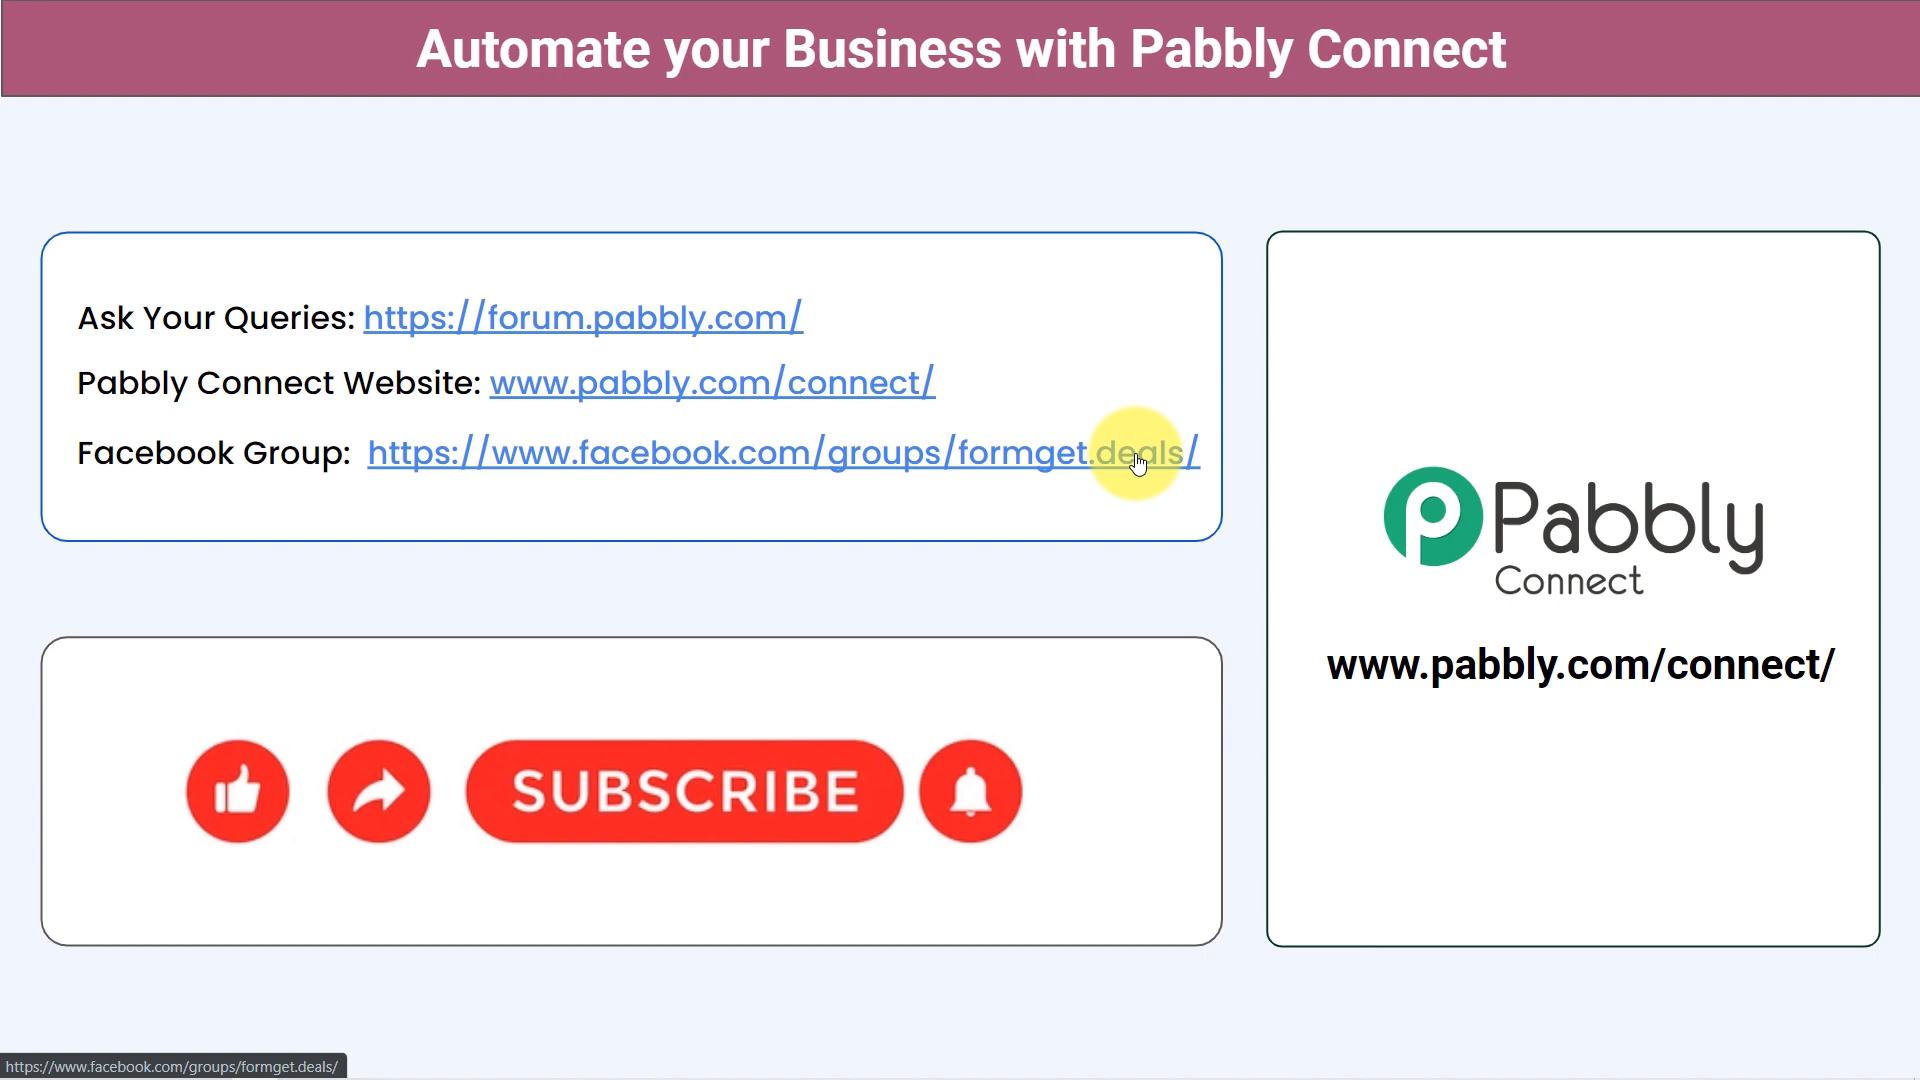 Automate your Business with Pabbly Connect
Ask Your Queries: https://forum.pabbly.com/
Pabbly Connect Website: www.pabbly.com/connect/
Facebook Group: https://www.facebook.com/groups/formget.deals/
Pabbly
Connect
www.pabbly.com/connect/
SUBSCRIBE
https://www.facebook.com/groups/formget.deals/